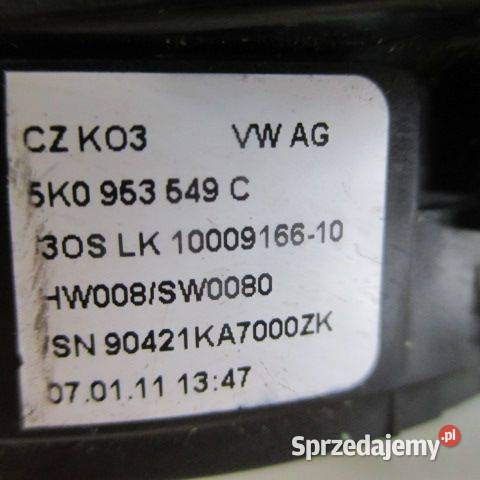 CZ KO3 VW AG
5K0 953 549 C
3OS LK 10009166-10
HW008/SW0080
SN 90421KA7000ZK
07.01.11 13:47
Sprzedajemy.pl